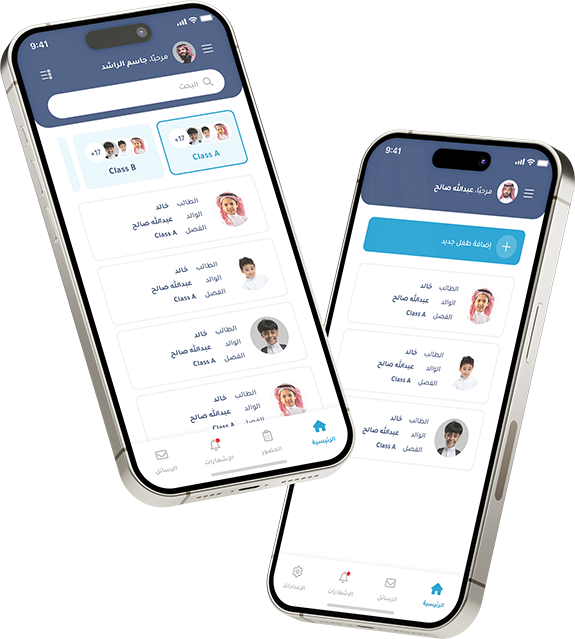 9:41
مرحبًا، جاسم الراشد
البحث
Class A
+17
Class B
+17
الطالب خالد
الوالد عبدالله صالح
الفصل Class A
الطالب خالد
الوالد عبدالله صالح
الفصل Class A
الطالب خالد
الوالد عبدالله صالح
الفصل Class A
الطالب خالد
الوالد عبدالله صالح
الفصل Class A
الرئيسية
الحضور
الإشعارات
الرسائل
9:41
مرحبًا، عبدالله صالح
إضافة طفل جديد
الطالب خالد
الوالد عبدالله صالح
الفصل Class A
الطالب خالد
الوالد عبدالله صالح
الفصل Class A
الطالب خالد
الوالد عبدالله صالح
الفصل Class A
الرئيسية
الرسائل
الإشعارات
الإعدادات